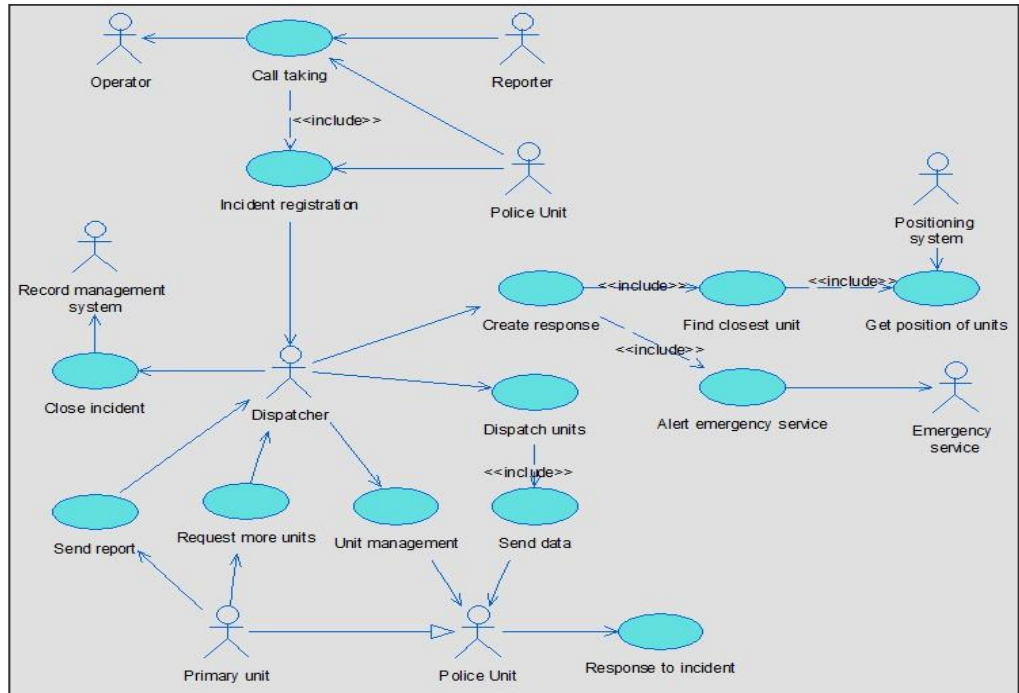 Operator
Call taking
Reporter
<<include>>
Incident registration
Police Unit
Positioning
system
Record management
system
<<include>>
<<include>>
Create response
Find closest unit
Get position of units
<<include>>
Close incident
Dispatcher
Dispatch units
Alert emergency service
Emergency
service
<<include>>
Send report
Request more units
Unit management
Send data
Primary unit
Police Unit
Response to incident